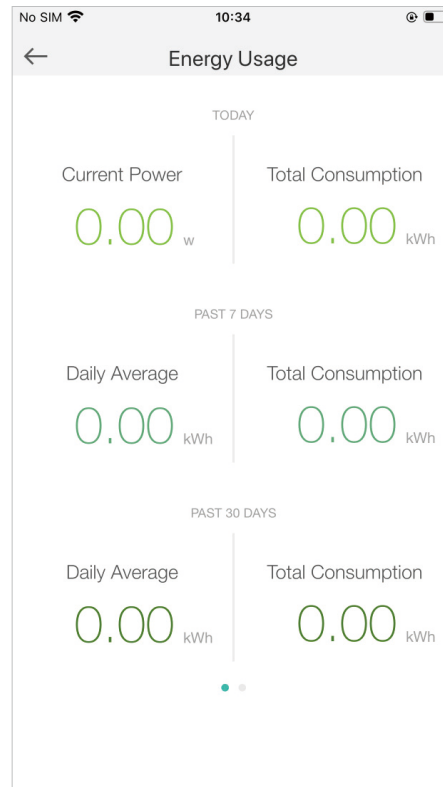 No SIM 10:34
Energy Usage
TODAY
Current Power Total Consumption
0.00 w 0.00 kWh
PAST 7 DAYS
Daily Average Total Consumption
0.00 kWh 0.00 kWh
PAST 30 DAYS
Daily Average Total Consumption
0.00 kWh 0.00 kWh